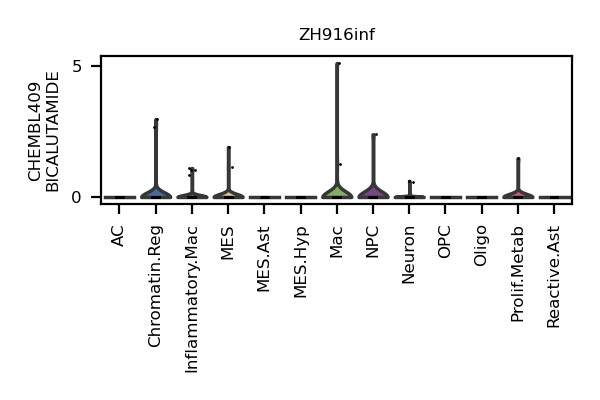 ZH916inf
CHEMBL409
BICALUTAMIDE
5
0
AC
Chromatin.Reg
Inflammatory.Mac
MES
MES.Ast
MES.Hyp
Mac
NPC
Neuron
OPC
Oligo
Prolif.Metab
Reactive.Ast